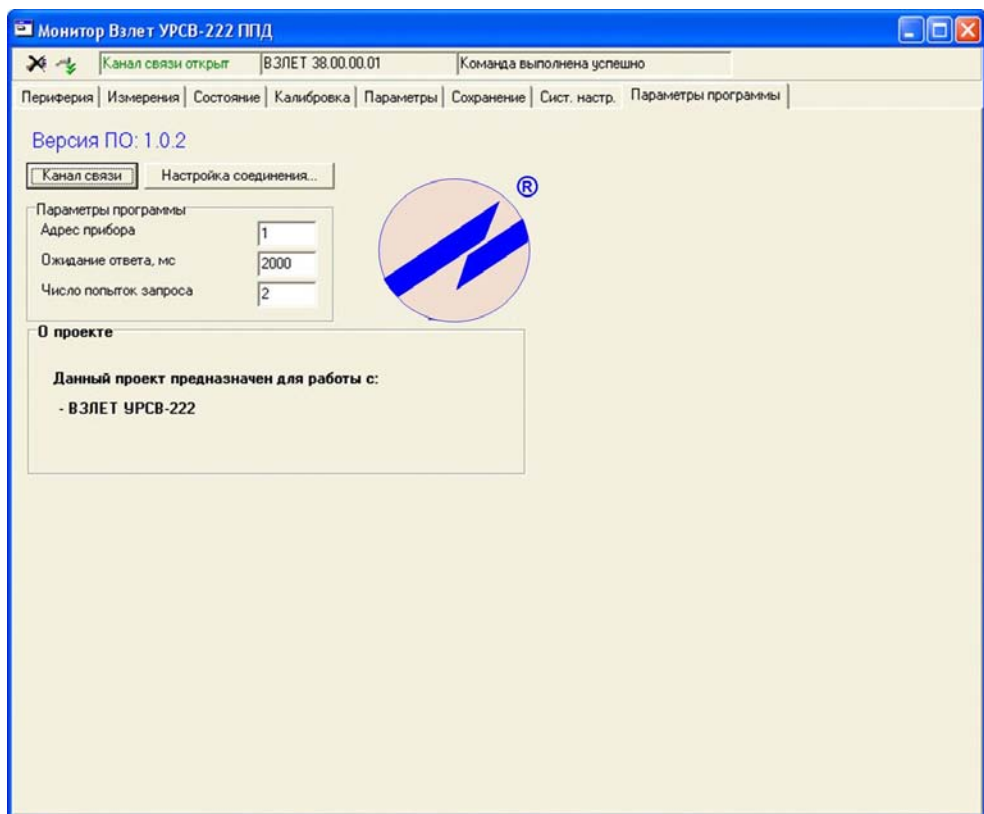 Монитор Взлет УРСВ-222 ППД
Канал связи открыт ВЗЛЕТ 38.00.00.01 Команда выполнена успешно
Периферия Измерения Состояние Калибровка Параметры Сохранение Сист. настр. Параметры программы
Версия ПО: 1.0.2
Канал связи Настройка соединения...
®
Параметры программы
Адрес прибора 1
Ожидание ответа, мс 2000
Число попыток запроса 2
О проекте
Данный проект предназначен для работы с:
- ВЗЛЕТ УРСВ-222